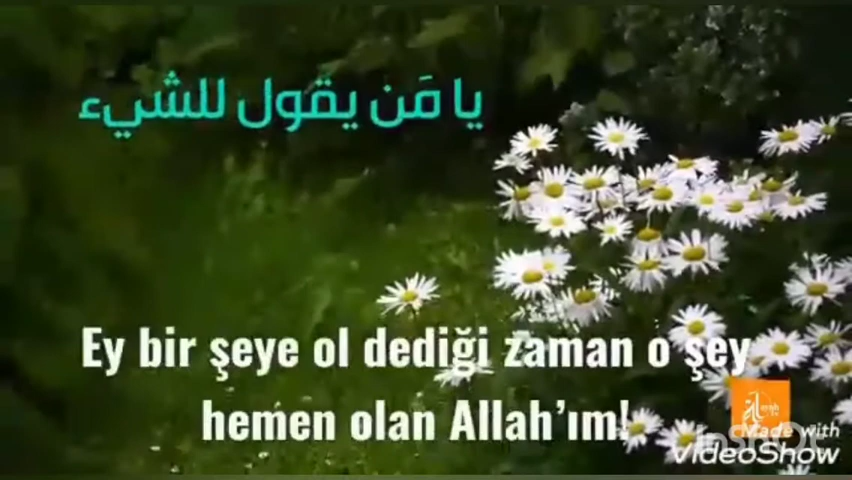 يا مَن يقول للشيء
Ey bir şeye ol dediği zaman o şey
hemen olan Allah’ım!
Made with
VideoShow